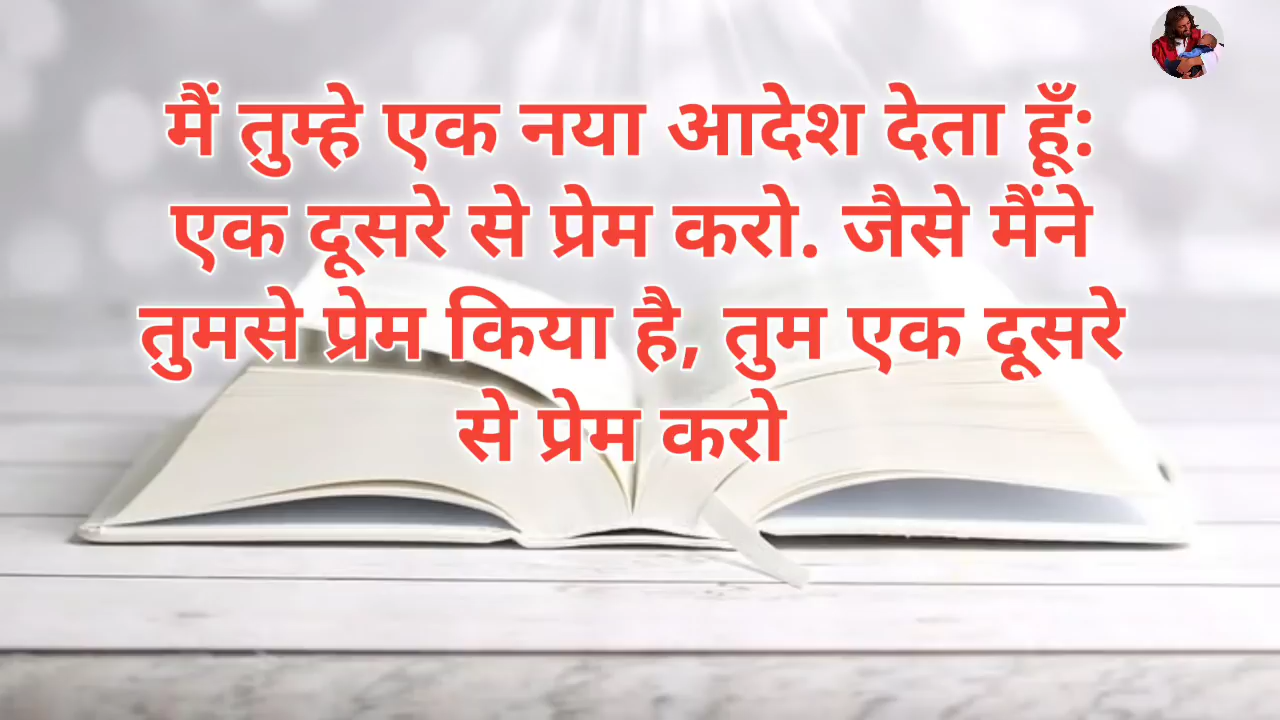 मैं तुम्हे एक नया आदेश देता हूँ:
एक दूसरे से प्रेम करो. जैसे मैंने
तुमसे प्रेम किया है, तुम एक दूसरे
से प्रेम करो